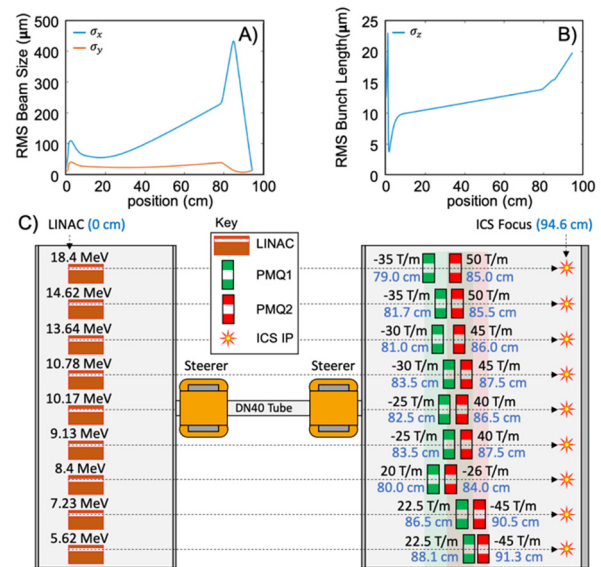 A)
σx
σy
RMS Beam Size (μm)
500
400
300
200
100
0
0 20 40 60 80 100
position (cm)
B)
σz
RMS Bunch Length(μm)
25
20
15
10
5
0
0 20 40 60 80 100
position (cm)
C)
LINAC (0 cm)
Key
LINAC
PMQ1
PMQ2
ICS IP
ICS Focus (94.6 cm)
18.4 MeV
14.62 MeV
13.64 MeV
10.78 MeV
10.17 MeV
9.13 MeV
8.4 MeV
7.23 MeV
5.62 MeV
Steerer
DN40 Tube
Steerer
-35 T/m 50 T/m
79.0 cm 85.0 cm
-35 T/m 50 T/m
81.7 cm 85.5 cm
-30 T/m 45 T/m
81.0 cm 86.0 cm
-30 T/m 45 T/m
83.5 cm 87.5 cm
-25 T/m 40 T/m
82.5 cm 86.5 cm
-25 T/m 40 T/m
83.5 cm 87.5 cm
20 T/m -26 T/m
80.0 cm 84.0 cm
22.5 T/m -45 T/m
86.5 cm 90.5 cm
22.5 T/m -45 T/m
88.1 cm 91.3 cm